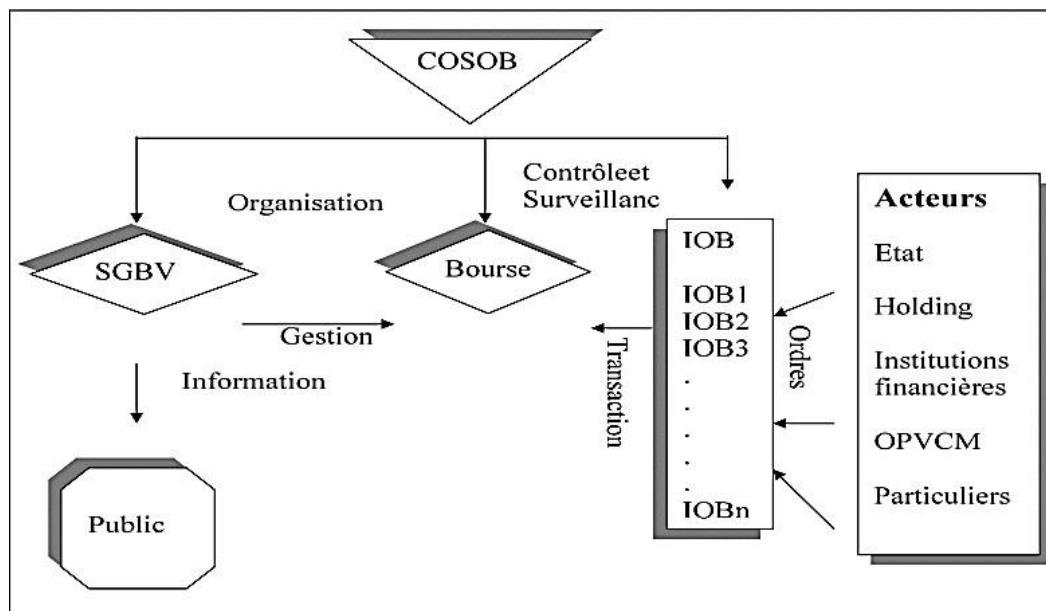 COSOB
Organisation
Contrôleet
Surveillanc
SGBV
Bourse
Gestion
Information
Public
Transaction
IOB
IOB1
IOB2
IOB3
.
.
.
.
.
IOBn
Ordres
Acteurs
Etat
Holding
Institutions
financières
OPVCM
Particuliers